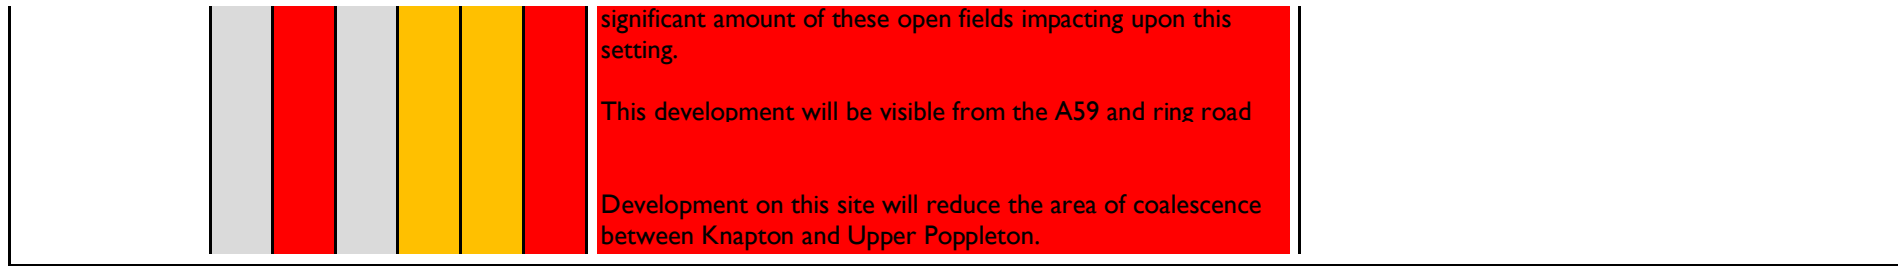 significant amount of these open fields impacting upon this
setting.
This development will be visible from the A59 and ring road
Development on this site will reduce the area of coalescence
between Knapton and Upper Poppleton.